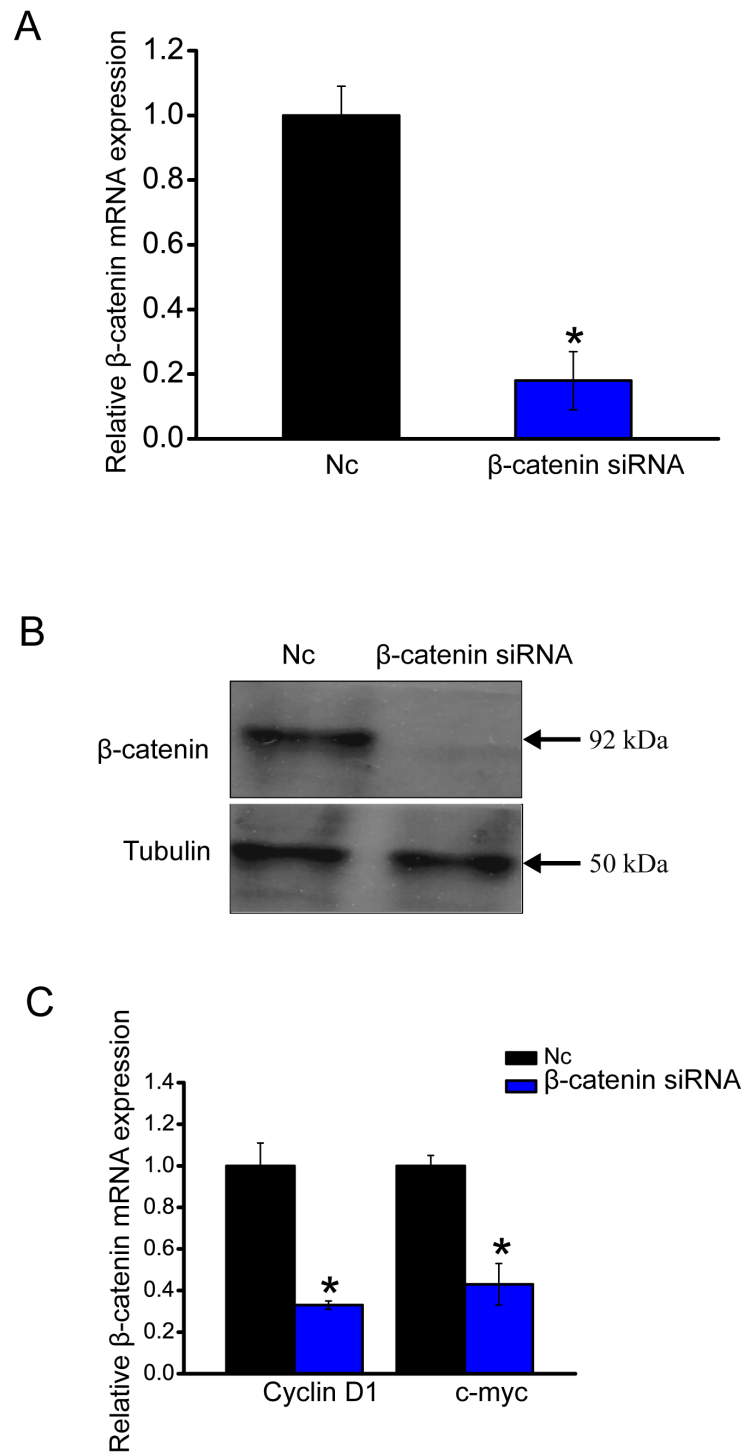 A
Relative β-catenin mRNA expression
1.2
1.0
0.8
0.6
0.4
0.2
0.0
*
Nc
β-catenin siRNA
B
Nc
β-catenin siRNA
β-catenin
92 kDa
Tubulin
50 kDa
C
Relative β-catenin mRNA expression
Nc
β-catenin siRNA
1.4
1.2
1.0
0.8
0.6
0.4
0.2
0.0
*
*
Cyclin D1
c-myc